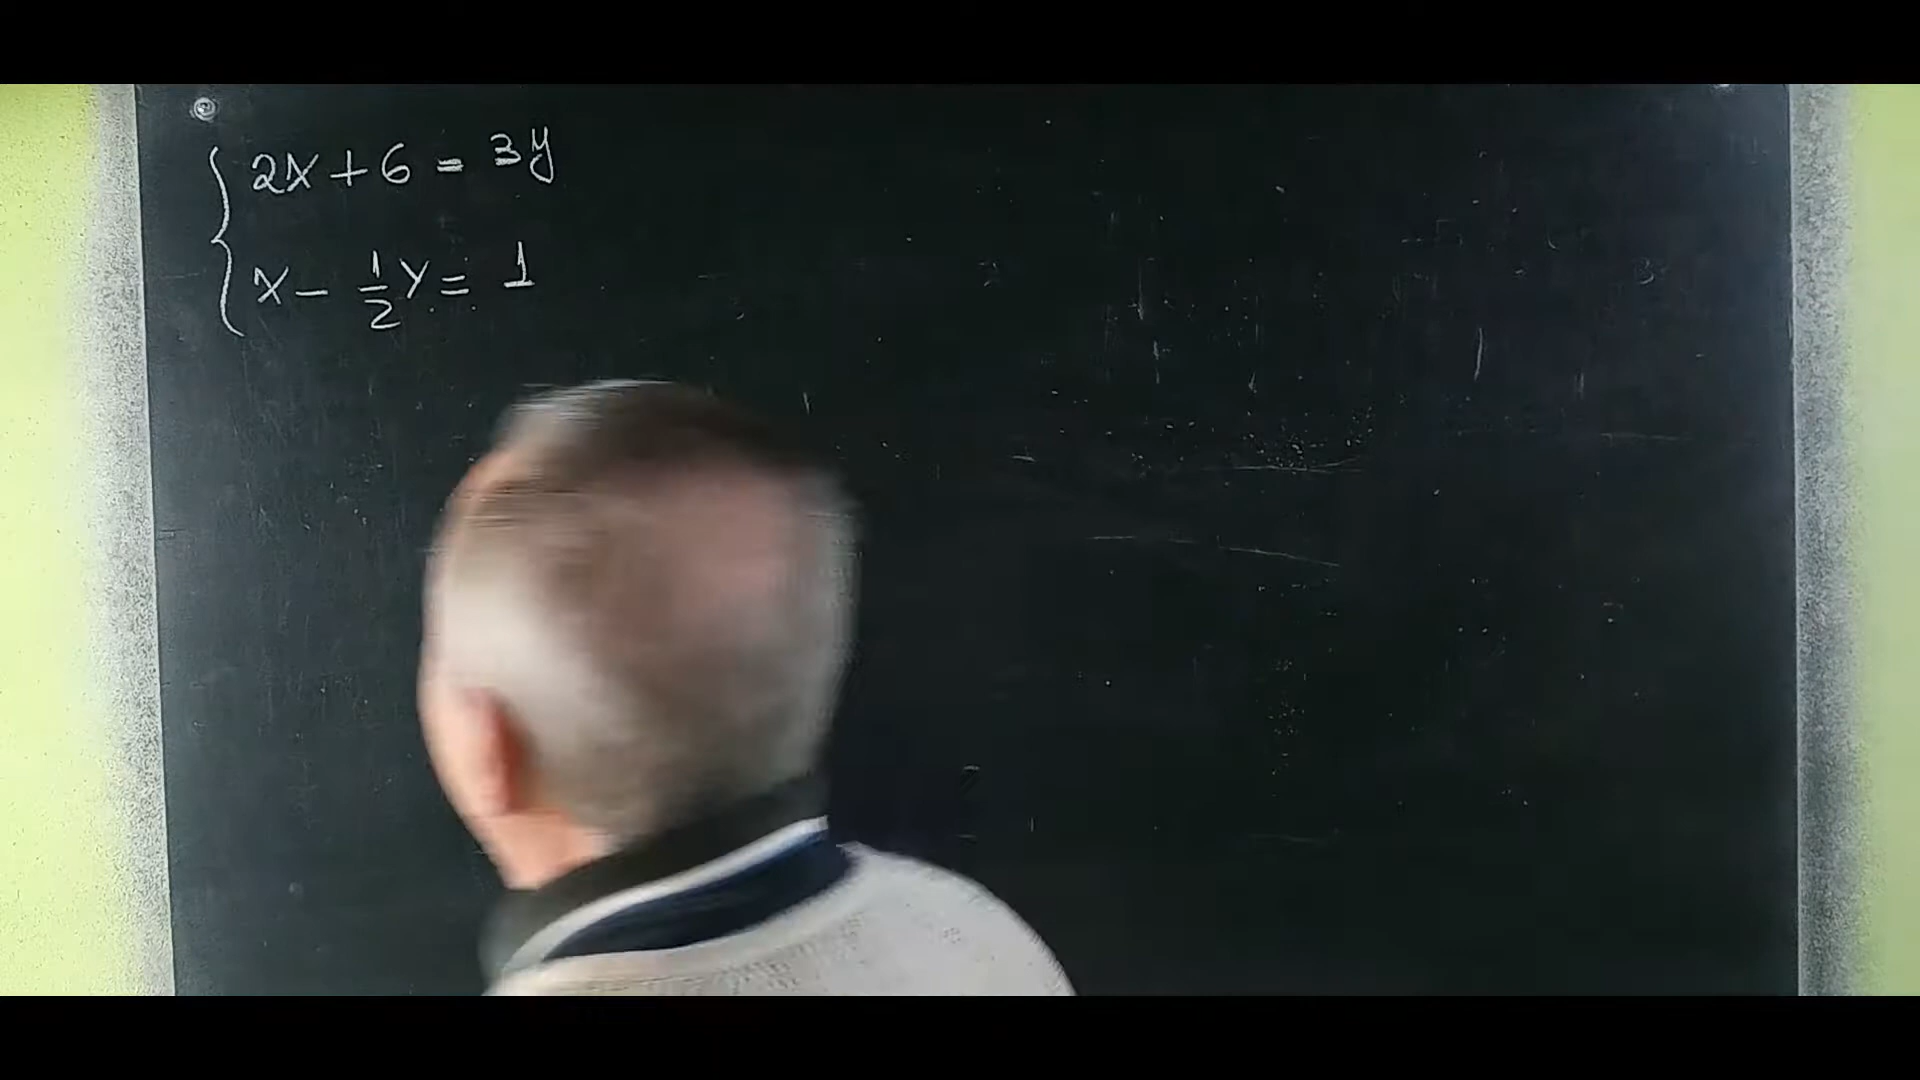 2x + 6 = 3y
x - 1/2 y = 1